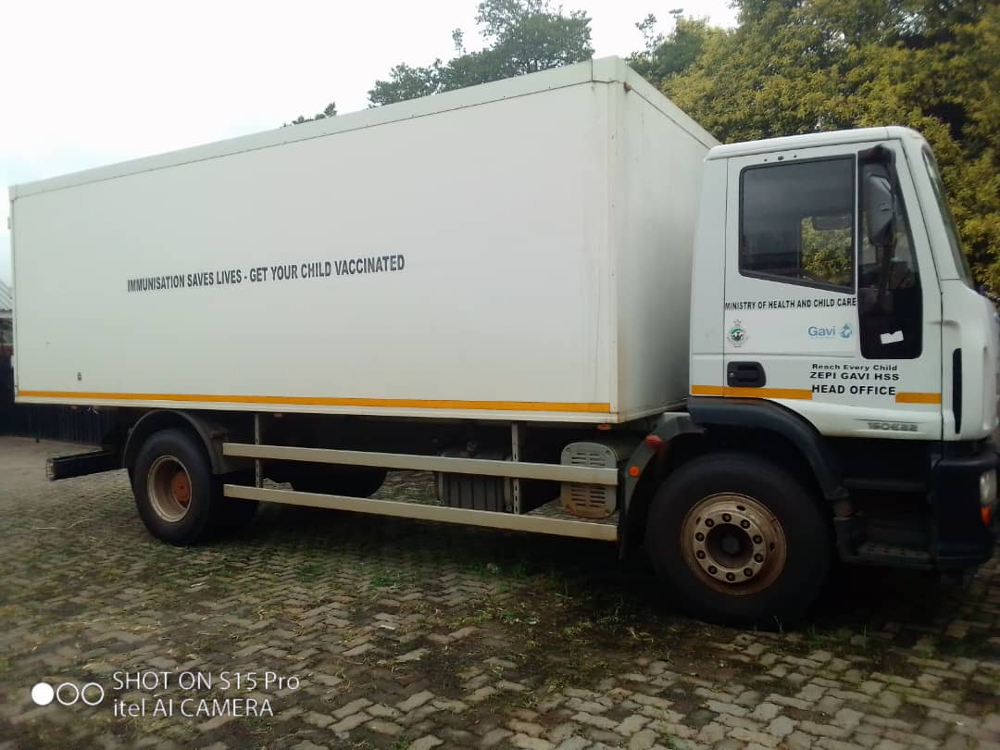 IMMUNISATION SAVES LIVES - GET YOUR CHILD VACCINATED
MINISTRY OF HEALTH AND CHILD CARE
Gavi
Reach Every Child
ZEPI GAVI HSS
HEAD OFFICE
150E22
SHOT ON S15 Pro
itel AI CAMERA